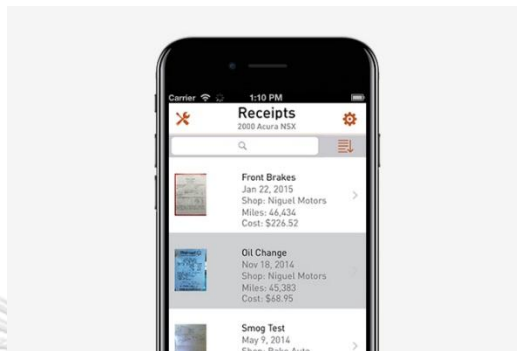 Carrier 1:10 PM
Receipts
2000 Acura NSX
Front Brakes
Jan 22, 2015
Shop: Niguel Motors
Miles: 46,434
Cost: $226.52
Oil Change
Nov 18, 2014
Shop: Niguel Motors
Miles: 45,383
Cost: $68.95
Smog Test
May 9, 2014